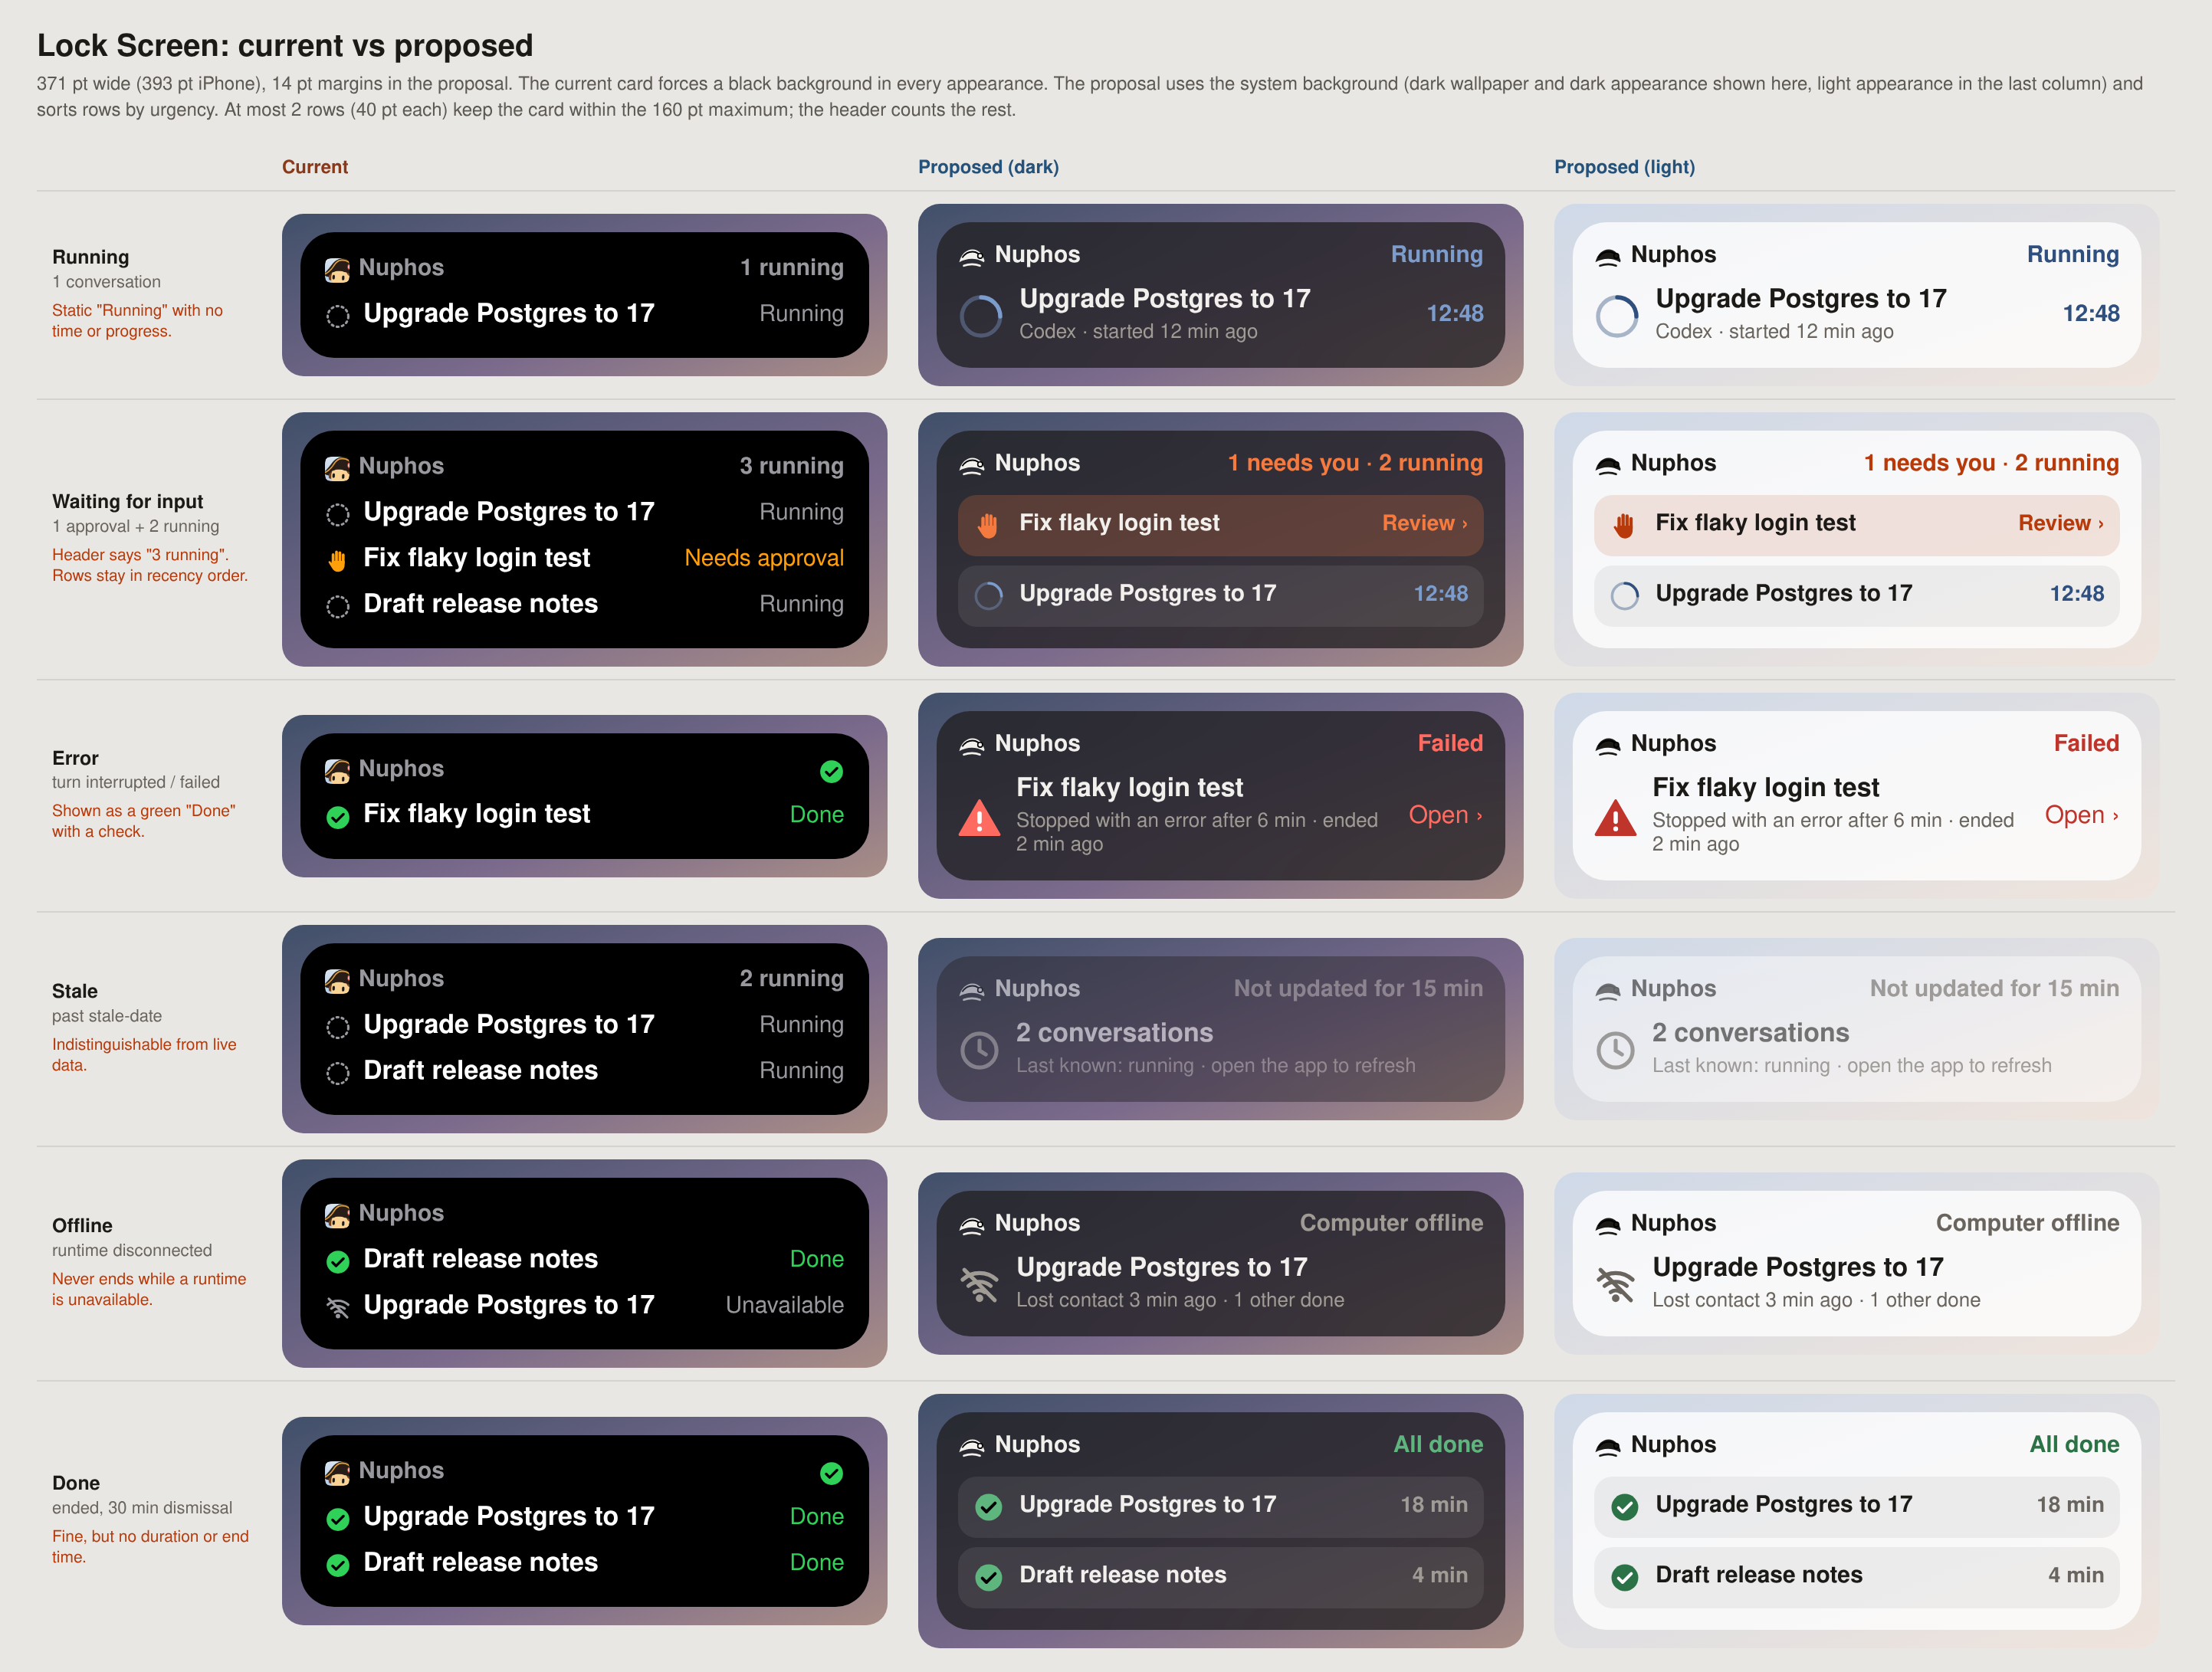 Lock Screen: current vs proposed
371 pt wide (393 pt iPhone), 14 pt margins in the proposal. The current card forces a black background in every appearance. The proposal uses the system background (dark wallpaper and dark appearance shown here, light appearance in the last column) and
sorts rows by urgency. At most 2 rows (40 pt each) keep the card within the 160 pt maximum; the header counts the rest.
Current
Proposed (dark)
Proposed (light)
Running
1 conversation
Static "Running" with no
time or progress.
Nuphos
1 running
Upgrade Postgres to 17
Running
Nuphos
Running
Upgrade Postgres to 17
Codex · started 12 min ago
12:48
Nuphos
Running
Upgrade Postgres to 17
Codex · started 12 min ago
12:48
Waiting for input
1 approval + 2 running
Header says "3 running".
Rows stay in recency order.
Nuphos
3 running
Upgrade Postgres to 17
Running
Fix flaky login test
Needs approval
Draft release notes
Running
Nuphos
1 needs you · 2 running
Fix flaky login test
Review ›
Upgrade Postgres to 17
12:48
Nuphos
1 needs you · 2 running
Fix flaky login test
Review ›
Upgrade Postgres to 17
12:48
Error
turn interrupted / failed
Shown as a green "Done"
with a check.
Nuphos
Fix flaky login test
Done
Nuphos
Failed
Fix flaky login test
Stopped with an error after 6 min · ended
2 min ago
Open ›
Nuphos
Failed
Fix flaky login test
Stopped with an error after 6 min · ended
2 min ago
Open ›
Stale
past stale-date
Indistinguishable from live
data.
Nuphos
2 running
Upgrade Postgres to 17
Running
Draft release notes
Running
Nuphos
Not updated for 15 min
2 conversations
Last known: running · open the app to refresh
Nuphos
Not updated for 15 min
2 conversations
Last known: running · open the app to refresh
Offline
runtime disconnected
Never ends while a runtime
is unavailable.
Nuphos
Draft release notes
Done
Upgrade Postgres to 17
Unavailable
Nuphos
Computer offline
Upgrade Postgres to 17
Lost contact 3 min ago · 1 other done
Nuphos
Computer offline
Upgrade Postgres to 17
Lost contact 3 min ago · 1 other done
Done
ended, 30 min dismissal
Fine, but no duration or end
time.
Nuphos
Upgrade Postgres to 17
Done
Draft release notes
Done
Nuphos
All done
Upgrade Postgres to 17
18 min
Draft release notes
4 min
Nuphos
All done
Upgrade Postgres to 17
18 min
Draft release notes
4 min